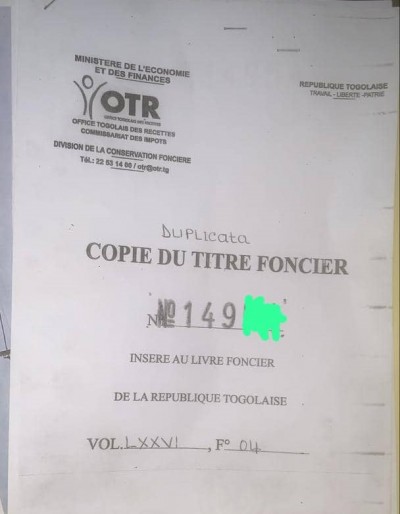 MINISTERE DE L'ECONOMIE
ET DES FINANCES
OTR
OFFICE TOGOLAIS DES RECETTES
COMMISSARIAT DES IMPOTS
DIVISION DE LA CONSERVATION FONCIERE
Tél.: 22 53 14 00 / otr@otr.tg
REPUBLIQUE TOGOLAISE
TRAVAIL - LIBERTE - PATRIE
DUPLICata
COPIE DU TITRE FONCIER
Nº 149
INSERE AU LIVRE FONCIER
DE LA REPUBLIQUE TOGOLAISE
VOL. LXXVI, Fº 04